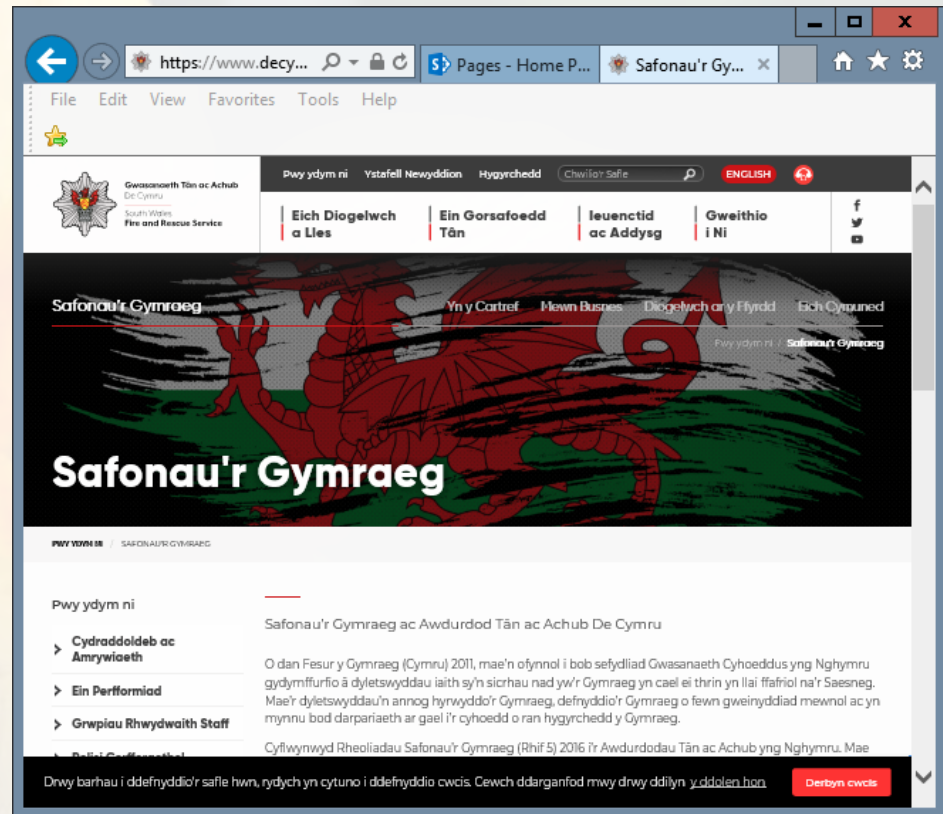 https://www.decy...
Pages - Home P...
Safonau'r Gy...
File Edit View Favorites Tools Help
Gwasanaeth Tân ac Achub
De Cymru
South Wales
Fire and Rescue Service
Pwy ydym ni Ystafell Newyddion Hygyrchedd Chwilio'r Safle ENGLISH
Eich Diogelwch
a Lles
Ein Gorsafoedd
Tân
Ieuenctid
ac Addysg
Gweithio
i Ni
Safonau'r Gymraeg
Yn y Cartref Mewn Busnes Diogelwch ar y Ffyrdd Eich Cymuned
Pwy ydym ni / Safonau'r Gymraeg
Safonau'r Gymraeg
PWY YDYM NI / SAFONAU'R GYMRAEG
Pwy ydym ni
Cydraddoldeb ac
Amrywiaeth
Ein Perfformiad
Grwpiau Rhwydwaith Staff
Safonau'r Gymraeg ac Awdurdod Tân ac Achub De Cymru
O dan Fesur y Gymraeg (Cymru) 2011, mae'n ofynnol i bob sefydliad Gwasanaeth Cyhoeddus yng Nghymru
gydymffurfio â dyletswyddau iaith sy'n sicrhau nad yw'r Gymraeg yn cael ei thrin yn llai ffafriol na'r Saesneg.
Mae'r dyletswyddau'n annog hyrwyddo'r Gymraeg, defnyddio'r Gymraeg o fewn gweinyddiad mewnol ac yn
mynnu bod darpariaeth ar gael i'r cyhoedd o ran hygyrchedd y Gymraeg.
Cyflwynwyd Rheoliadau Safonau'r Gymraeg (Rhif 5) 2016 i'r Awdurdodau Tân ac Achub yng Nghymru. Mae
Drwy barhau i ddefnyddio'r safle hwn, rydych yn cytuno i ddefnyddio cwcis. Cewch ddarganfod mwy drwy ddilyn y ddolen hon
Derbyn cwcis